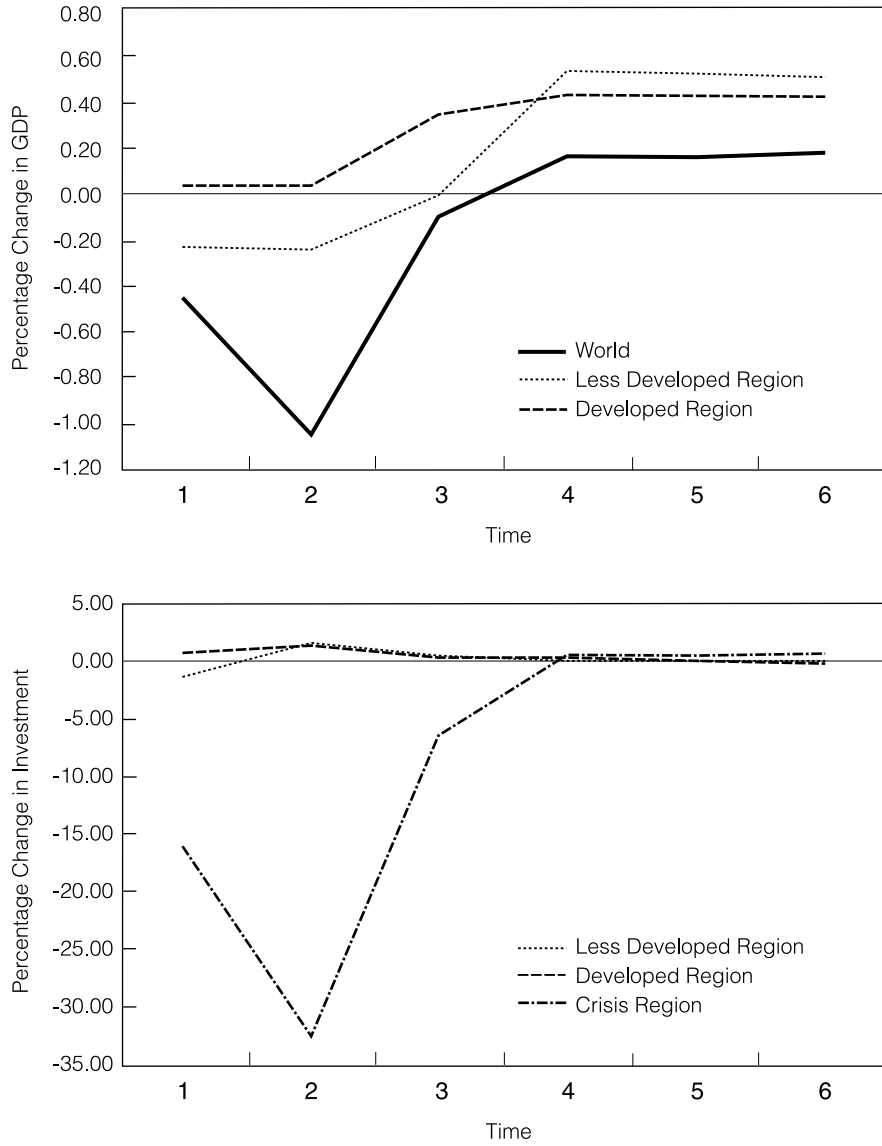 0.80
0.60
0.40
0.20
0.00
-0.20
-0.40
-0.60
-0.80
-1.00
-1.20
Percentage Change in GDP
World
Less Developed Region
Developed Region
1 2 3 4 5 6
Time
5.00
0.00
-5.00
-10.00
-15.00
-20.00
-25.00
-30.00
-35.00
Percentage Change in Investment
Less Developed Region
Developed Region
Crisis Region
1 2 3 4 5 6
Time